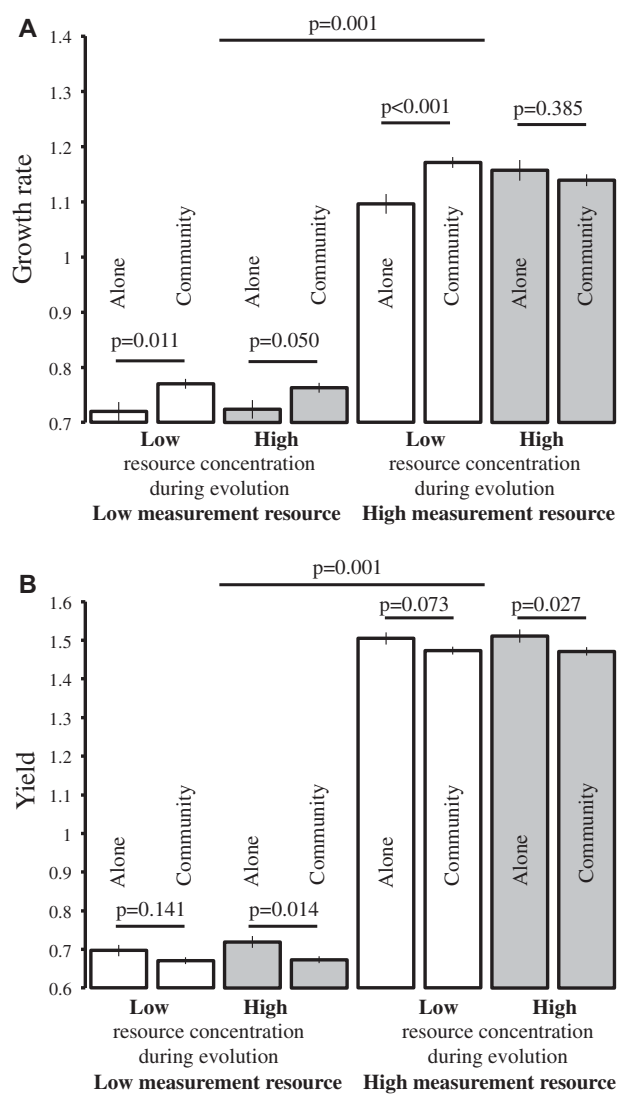 A
p=0.001
1.4
1.3
1.2
1.1
1
0.9
0.8
0.7
Growth rate
p<0.001
p=0.385
p=0.011
p=0.050
Alone
Community
Alone
Community
Alone
Community
Alone
Community
Low High Low High
resource concentration resource concentration
during evolution during evolution
Low measurement resource High measurement resource
B
p=0.001
1.6
1.5
1.4
1.3
1.2
1.1
1
0.9
0.8
0.7
0.6
Yield
p=0.073
p=0.027
p=0.141
p=0.014
Alone
Community
Alone
Community
Alone
Community
Alone
Community
Low High Low High
resource concentration resource concentration
during evolution during evolution
Low measurement resource High measurement resource